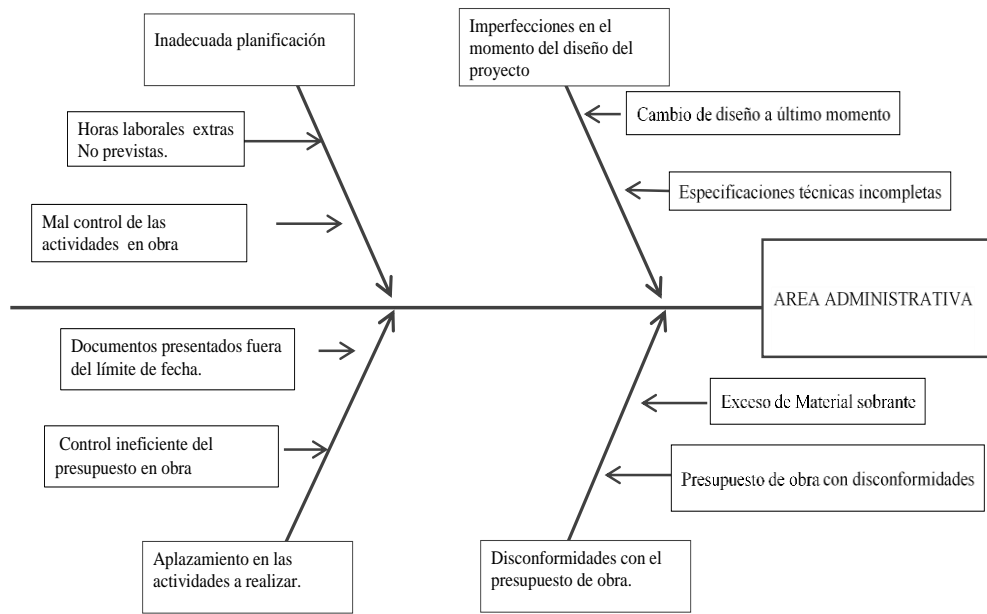 Inadecuada planificación
Imperfecciones en el
momento del diseño del
proyecto
Horas laborales extras
No previstas.
Cambio de diseño a último momento
Mal control de las
actividades en obra
Especificaciones técnicas incompletas
AREA ADMINISTRATIVA
Documentos presentados fuera
del límite de fecha.
Exceso de Material sobrante
Control ineficiente del
presupuesto en obra
Presupuesto de obra con disconformidades
Aplazamiento en las
actividades a realizar.
Disconformidades con el
presupuesto de obra.